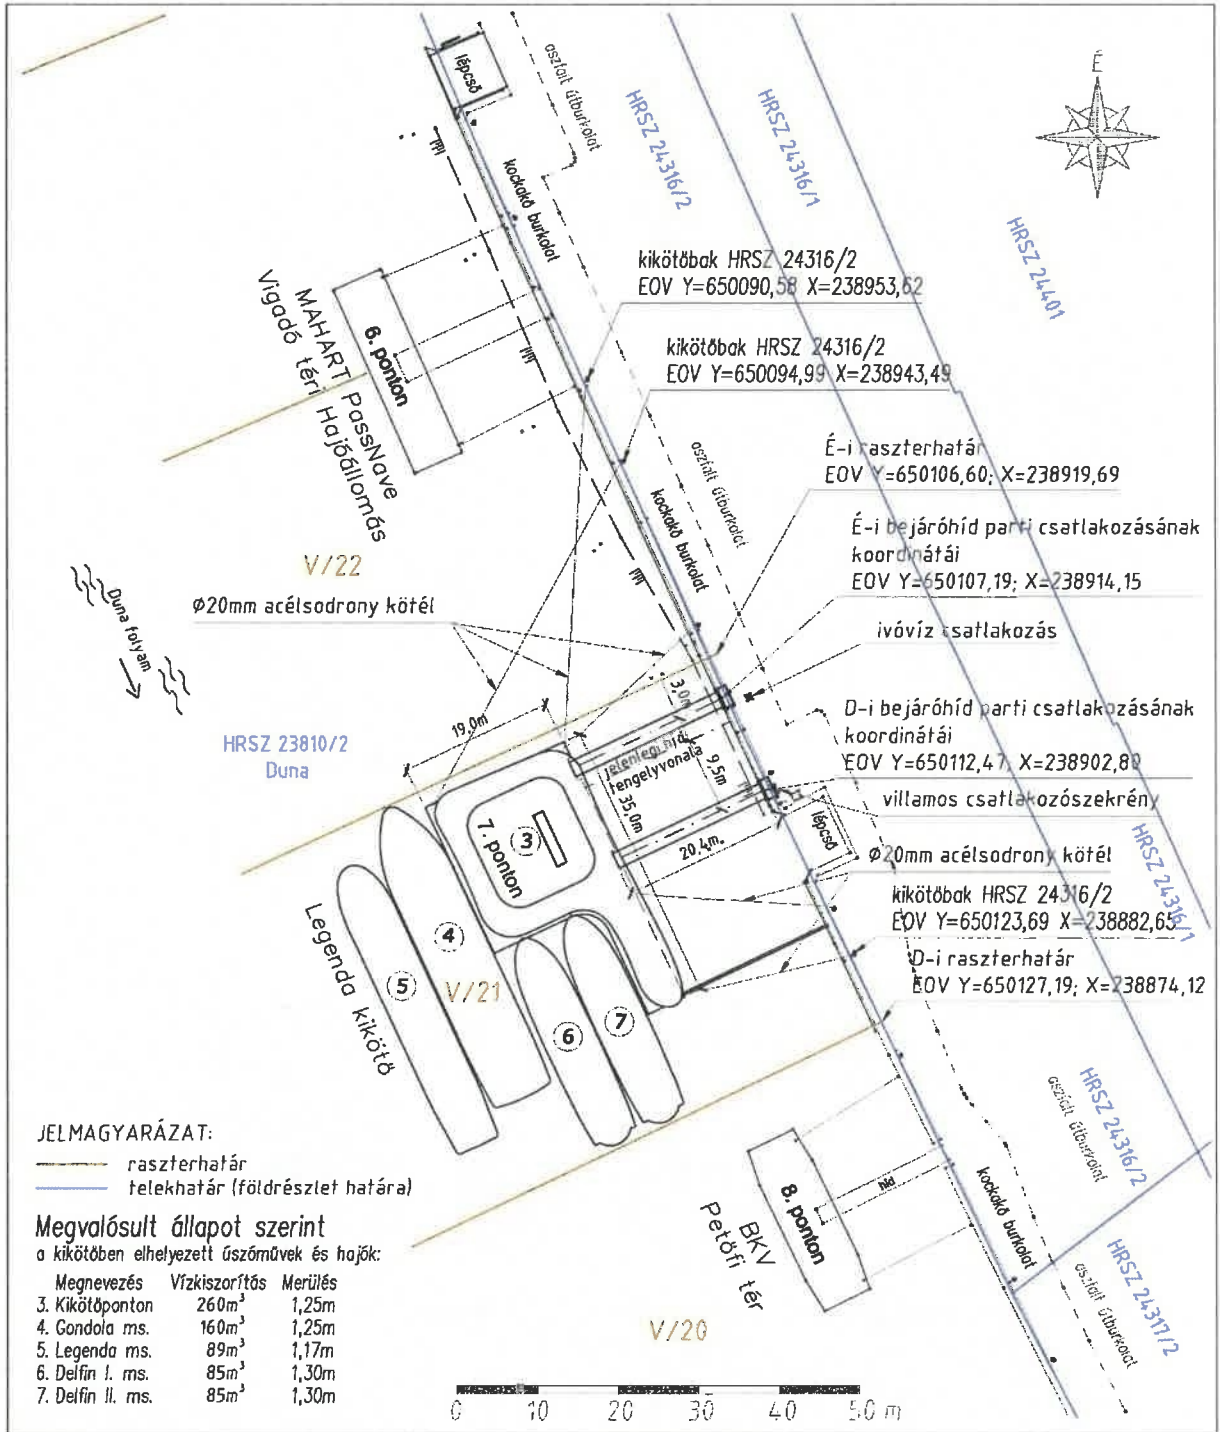 É
lépcső
aszfalt útburkolat
HRSZ 24316/2
HRSZ 24316/1
HRSZ 24401
kockakő burkolat
kikötőbak HRSZ 24316/2
EOV Y=650090,58 X=238953,62
kikötőbak HRSZ 24316/2
EOV Y=650094,99 X=238943,49
MAHART PassNave
Vigadó téri Hajóállomás
6. ponton
aszfalt útburkolat
kockakő burkolat
É-i raszterhatár
EOV Y=650106,60; X=238919,69
É-i bejáróhíd parti csatlakozásának
koordinátái
EOV Y=650107,19; X=238914,15
V/22
Duna folyam
Ø20mm acélsodrony kötél
ivóvíz csatlakozás
3,0m
19,0m
HRSZ 23810/2
Duna
jelenlegi híd
tengelyvonala
9,5m
35,0m
20,4m
D-i bejáróhíd parti csatlakozásának
koordinátái
EOV Y=650112,47, X=238902,80
villamos csatlakozószekrény
lépcső
Ø20mm acélsodrony kötél
HRSZ 24316/1
kikötőbak HRSZ 24316/2
EOV Y=650123,69 X=238882,65
D-i raszterhatár
EOV Y=650127,19; X=238874,12
7. ponton
3
4
5
6
7
V/21
Legenda kikötő
HRSZ 24316/2
aszfalt útburkolat
kockakő burkolat
híd
8. ponton
BKV
Petőfi tér
HRSZ 24317/2
aszfalt útburkolat
V/20
JELMAGYARÁZAT:
raszterhatár
telekhatár (földrészlet határa)
Megvalósult állapot szerint
a kikötőben elhelyezett úszóművek és hajók:
Megnevezés Vízkiszorítás Merülés
3. Kikötőponton 260m³ 1,25m
4. Gondola ms. 160m³ 1,25m
5. Legenda ms. 89m³ 1,17m
6. Delfin I. ms. 85m³ 1,30m
7. Delfin II. ms. 85m³ 1,30m
0 10 20 30 40 50 m